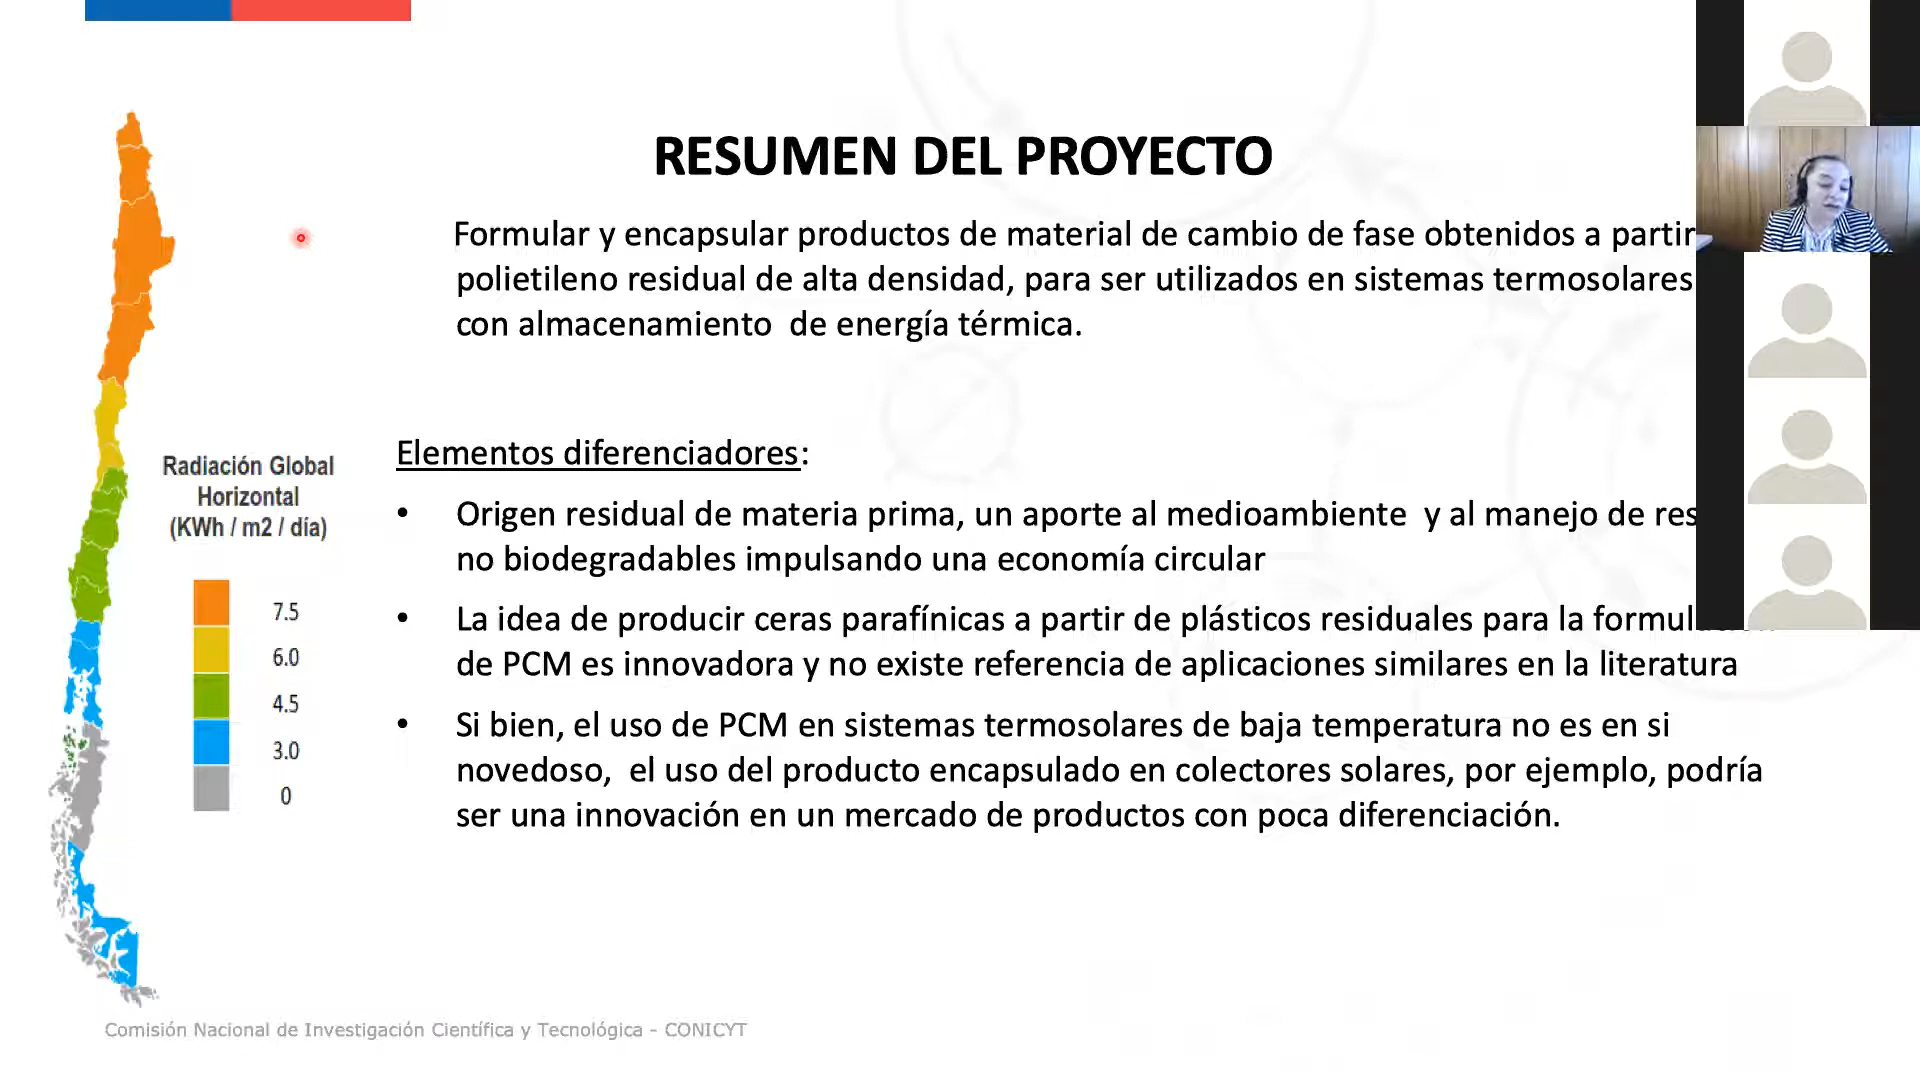 RESUMEN DEL PROYECTO
Formular y encapsular productos de material de cambio de fase obtenidos a partir
polietileno residual de alta densidad, para ser utilizados en sistemas termosolares
con almacenamiento de energía térmica.
Elementos diferenciadores:
• Origen residual de materia prima, un aporte al medioambiente y al manejo de
no biodegradables impulsando una economía circular
• La idea de producir ceras parafínicas a partir de plásticos residuales para la
de PCM es innovadora y no existe referencia de aplicaciones similares en la literatura
• Si bien, el uso de PCM en sistemas termosolares de baja temperatura no es en si
novedoso, el uso del producto encapsulado en colectores solares, por ejemplo, podría
ser una innovación en un mercado de productos con poca diferenciación.
Radiación Global
Horizontal
(KWh / m2 / día)
7.5
6.0
4.5
3.0
0
Comisión Nacional de Investigación Científica y Tecnológica - CONICYT